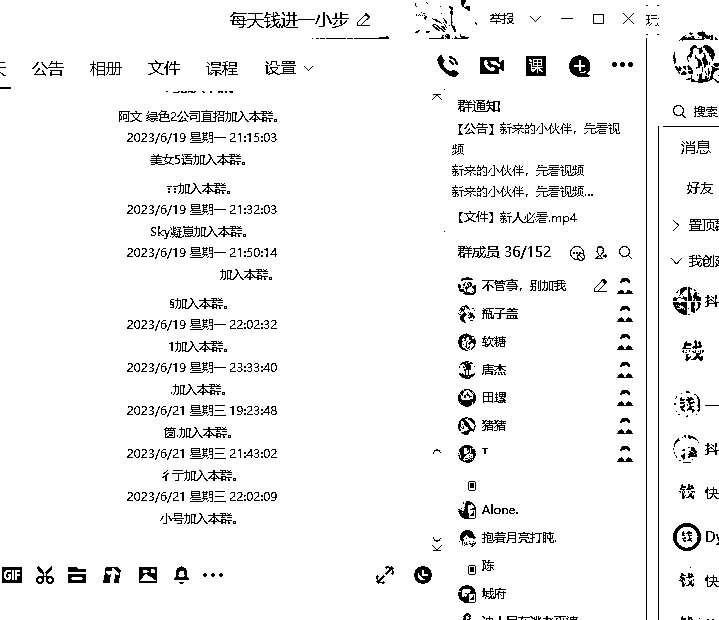 每天钱进一小步
举报
公告 相册 文件 课程 设置
阿文 绿色2公司直招加入本群。
2023/6/19 星期一 21:15:03
美女5语加入本群。
加入本群。
2023/6/19 星期一 21:32:03
Sky凝崽加入本群。
2023/6/19 星期一 21:50:14
加入本群。
§加入本群。
2023/6/19 星期一 22:02:32
1加入本群。
2023/6/19 星期一 23:33:40
.加入本群。
2023/6/21 星期三 19:23:48
加入本群。
2023/6/21 星期三 21:43:02
彳亍加入本群。
2023/6/21 星期三 22:02:09
小号加入本群。
GIF
课
群通知
【公告】新来的小伙伴，先看视
频
新来的小伙伴，先看视频
新来的小伙伴，先看视频...
【文件】新人必看.mp4
群成员 36/152
不管事，别加我
瓶子盖
软糖
唐杰
田螺
猪猪
T
Alone.
抱着月亮打盹.
陈
城府
搜索
消息
好友
置顶
我创建
抖
钱
钱
抖
钱 快
钱 Dy
钱 快